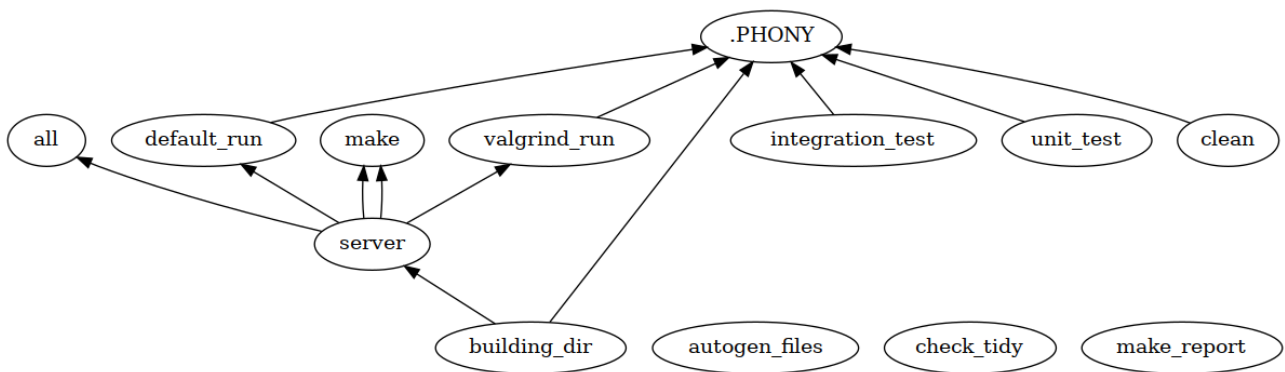 .PHONY
all
default_run
make
valgrind_run
integration_test
unit_test
clean
server
building_dir
autogen_files
check_tidy
make_report